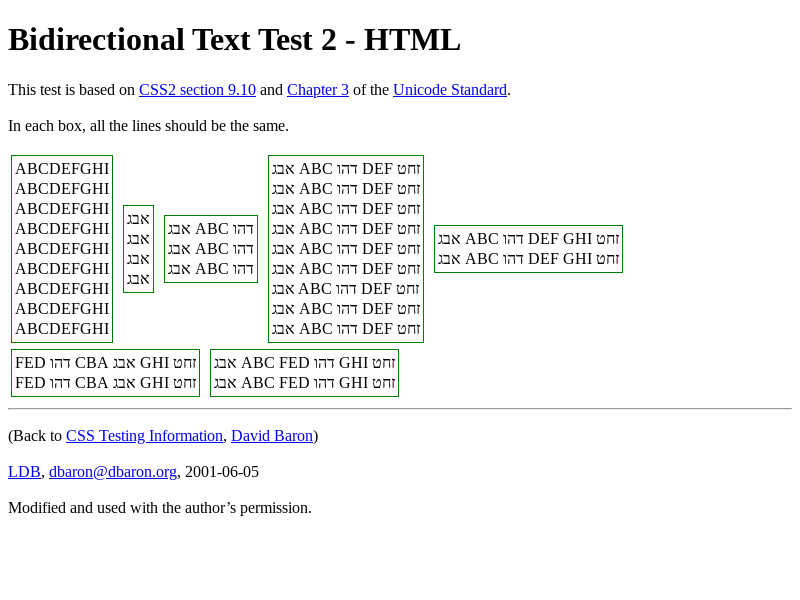 Bidirectional Text Test 2 - HTML
This test is based on CSS2 section 9.10 and Chapter 3 of the Unicode Standard.
In each box, all the lines should be the same.
ABCDEFGHI
ABCDEFGHI
ABCDEFGHI
ABCDEFGHI
ABCDEFGHI
ABCDEFGHI
ABCDEFGHI
ABCDEFGHI
ABCDEFGHI
אבג
אבג
אבג
אבג
אבג ABC דהו
אבג ABC דהו
אבג ABC דהו
אבג ABC דהו DEF זחט
אבג ABC דהו DEF זחט
אבג ABC דהו DEF זחט
אבג ABC דהו DEF זחט
אבג ABC דהו DEF זחט
אבג ABC דהו DEF זחט
אבג ABC דהו DEF זחט
אבג ABC דהו DEF זחט
אבג ABC דהו DEF זחט
אבג ABC דהו DEF GHI זחט
אבג ABC דהו DEF GHI זחט
FED דהו CBA אבג GHI זחט
FED דהו CBA אבג GHI זחט
אבג ABC FED דהו GHI זחט
אבג ABC FED דהו GHI זחט
(Back to CSS Testing Information, David Baron)
LDB, dbaron@dbaron.org, 2001-06-05
Modified and used with the author’s permission.